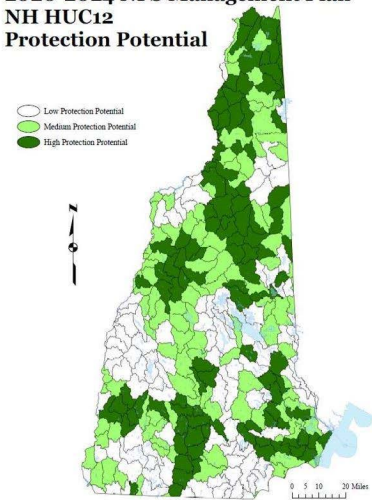 NH HUC12
Protection Potential
Low Protection Potential
Medium Protection Potential
High Protection Potential
N
0 5 10 20 Miles